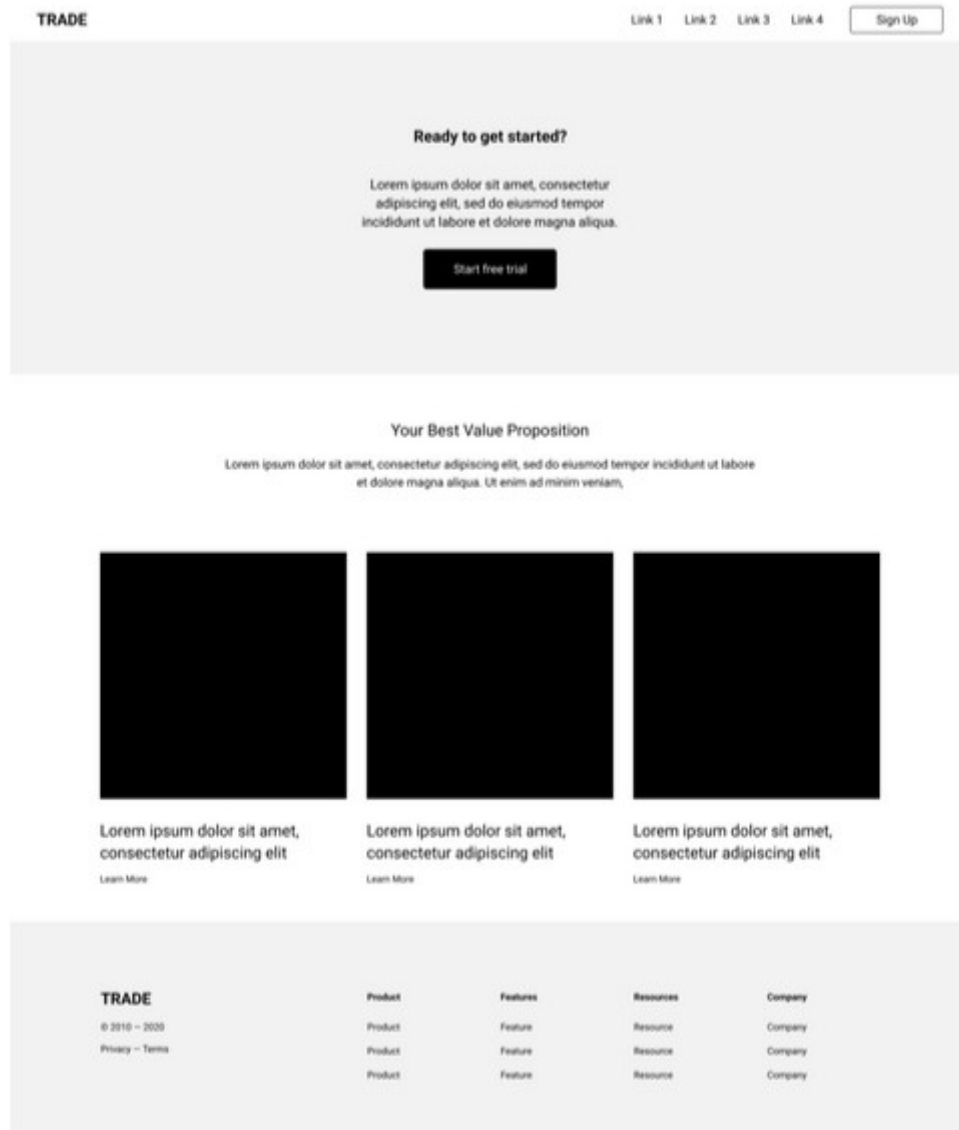 TRADE
Link 1 Link 2 Link 3 Link 4 Sign Up
Ready to get started?
Lorem ipsum dolor sit amet, consectetur
adipiscing elit, sed do eiusmod tempor
incididunt ut labore et dolore magna aliqua.
Start free trial
Your Best Value Proposition
Lorem ipsum dolor sit amet, consectetur adipiscing elit, sed do eiusmod tempor incididunt ut labore
et dolore magna aliqua. Ut enim ad minim veniam,
Lorem ipsum dolor sit amet,
consectetur adipiscing elit
Learn More
Lorem ipsum dolor sit amet,
consectetur adipiscing elit
Learn More
Lorem ipsum dolor sit amet,
consectetur adipiscing elit
Learn More
TRADE
© 2010 — 2020
Privacy — Terms
Product
Product
Product
Product
Features
Feature
Feature
Feature
Resources
Resource
Resource
Resource
Company
Company
Company
Company